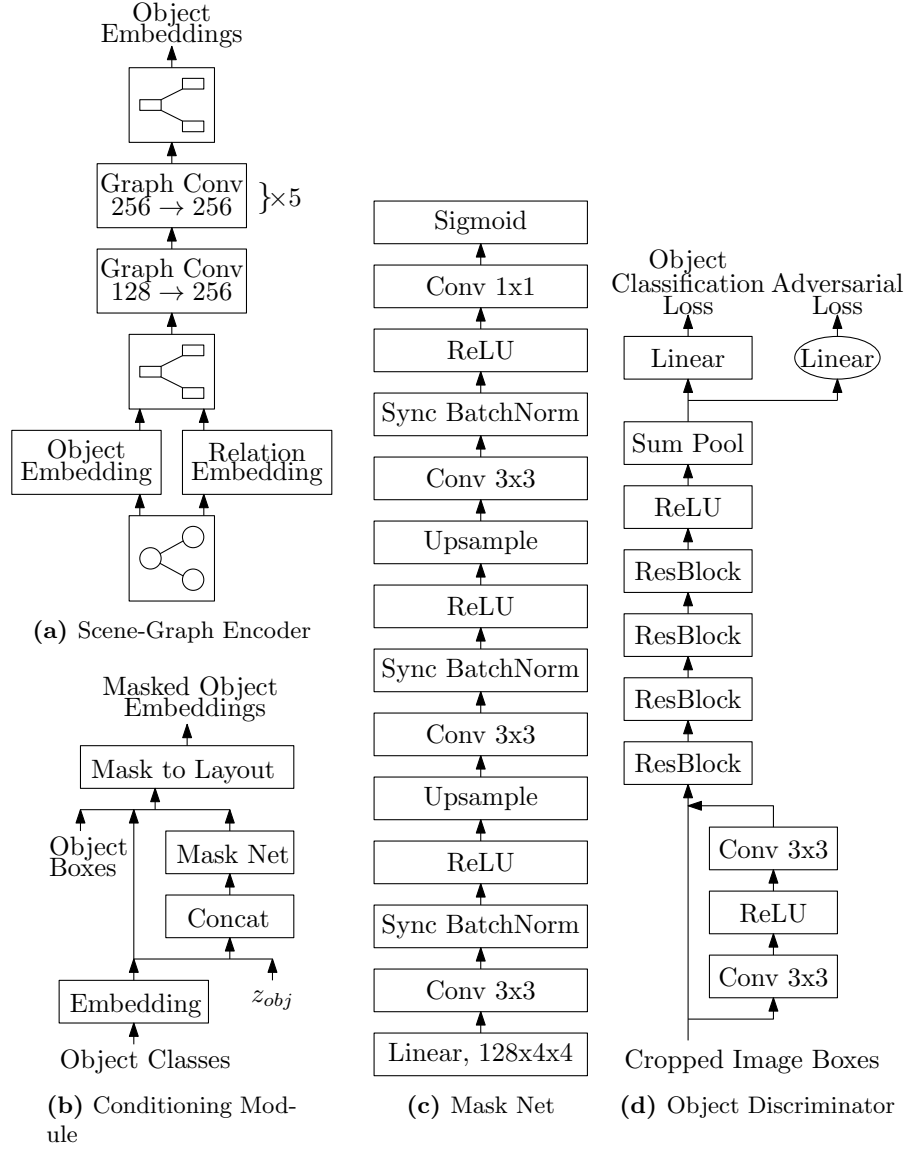 Object
Embeddings
Graph Conv
256 → 256
}×5
Graph Conv
128 → 256
Object
Embedding
Relation
Embedding
(a) Scene-Graph Encoder
Masked Object
Embeddings
Mask to Layout
Object
Boxes
Mask Net
Concat
Embedding
z_{obj}
Object Classes
(b) Conditioning Mod-
ule
Sigmoid
Conv 1x1
ReLU
Sync BatchNorm
Conv 3x3
Upsample
ReLU
Sync BatchNorm
Conv 3x3
Upsample
ReLU
Sync BatchNorm
Conv 3x3
Linear, 128x4x4
(c) Mask Net
Object
Classification
Loss
Adversarial
Loss
Linear
Linear
Sum Pool
ReLU
ResBlock
ResBlock
ResBlock
ResBlock
Conv 3x3
ReLU
Conv 3x3
Cropped Image Boxes
(d) Object Discriminator